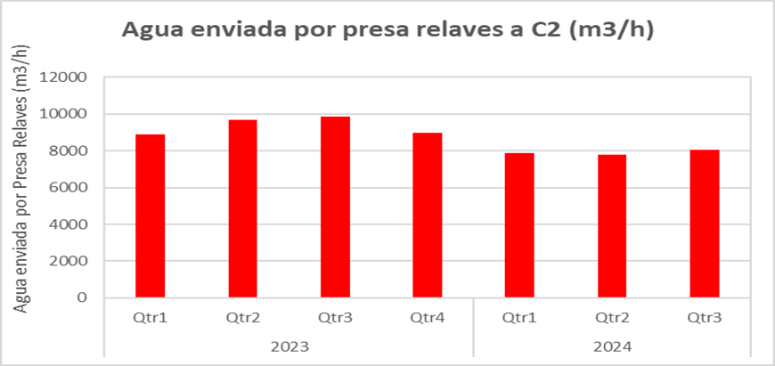 Agua enviada por presa relaves a C2 (m3/h)
Agua enviada por Presa Relaves (m3/h)
12000
10000
8000
6000
4000
2000
0
Qtr1 Qtr2 Qtr3 Qtr4 Qtr1 Qtr2 Qtr3
2023 2024